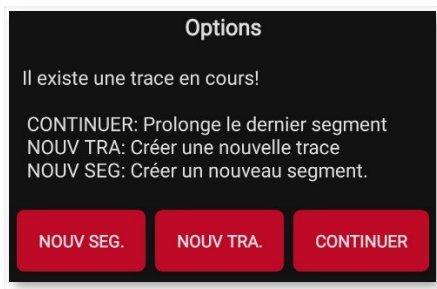 Options
Il existe une trace en cours!
CONTINUER: Prolonge le dernier segment
NOUV TRA: Créer une nouvelle trace
NOUV SEG: Créer un nouveau segment.
NOUV SEG.
NOUV TRA.
CONTINUER